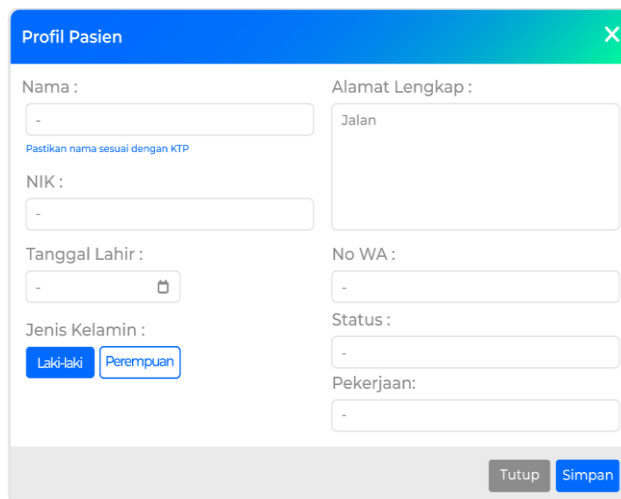 Profil Pasien
Nama :
-
Pastikan nama sesuai dengan KTP
NIK :
-
Tanggal Lahir :
-
Jenis Kelamin :
Laki-laki Perempuan
Alamat Lengkap :
Jalan
No WA :
-
Status :
-
Pekerjaan:
-
Tutup Simpan